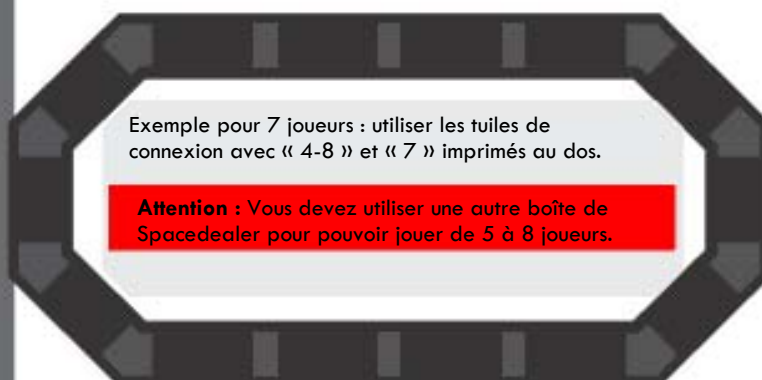 Exemple pour 7 joueurs : utiliser les tuiles de
connexion avec « 4-8 » et « 7 » imprimés au dos.
Attention : Vous devez utiliser une autre boîte de
Spacedealer pour pouvoir jouer de 5 à 8 joueurs.